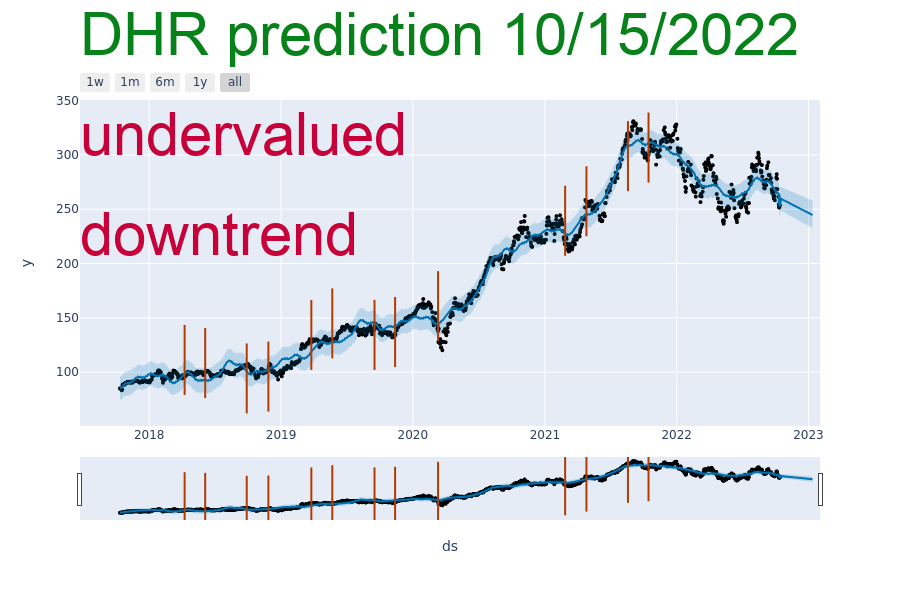 DHR prediction 10/15/2022
1w 1m 6m 1y all
350
undervalued
300
250
downtrend
200
y
150
100
2018 2019 2020 2021 2022 2023
ds